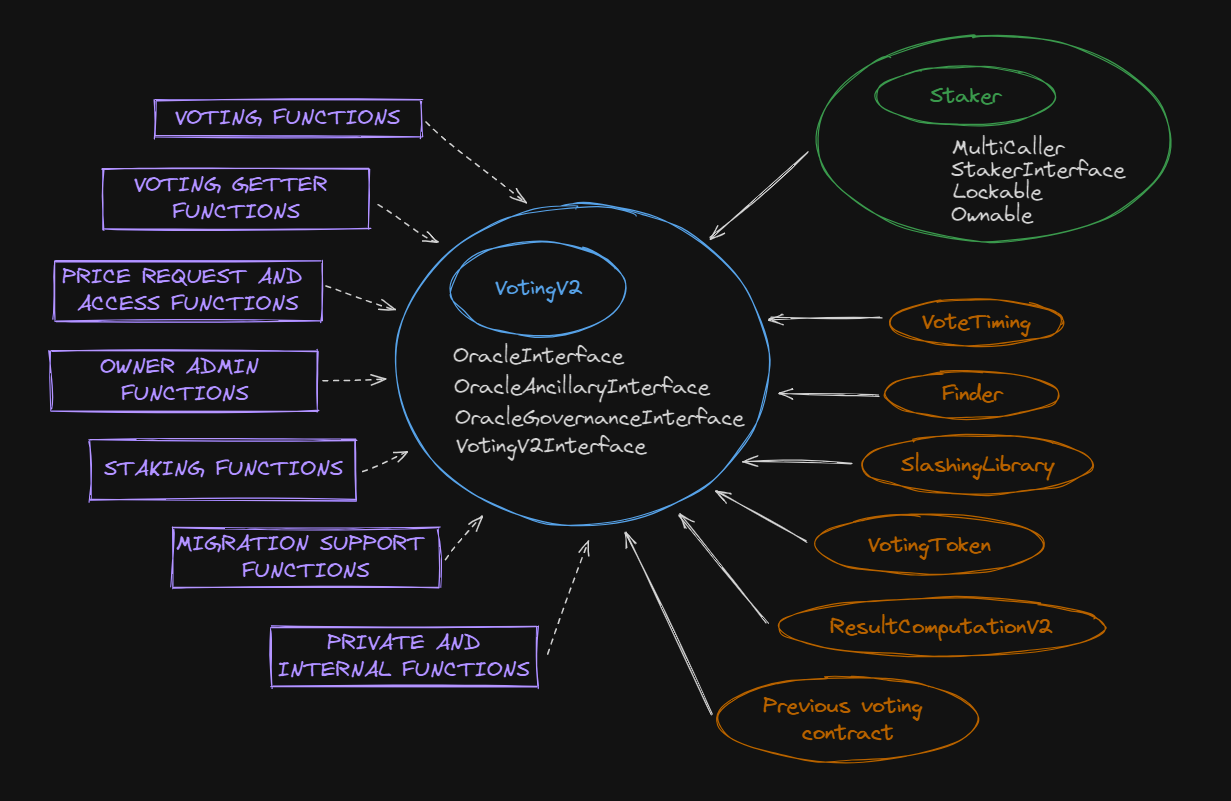 VOTING FUNCTIONS
VOTING GETTER
FUNCTIONS
PRICE REQUEST AND
ACCESS FUNCTIONS
OWNER ADMIN
FUNCTIONS
STAKING FUNCTIONS
MIGRATION SUPPORT
FUNCTIONS
PRIVATE AND
INTERNAL FUNCTIONS
VotingV2
OracleInterface
OracleAncillaryInterface
OracleGovernanceInterface
VotingV2Interface
Staker
MultiCaller
StakerInterface
Lockable
Ownable
VoteTiming
Finder
SlashingLibrary
VotingToken
ResultComputationV2
Previous voting
contract